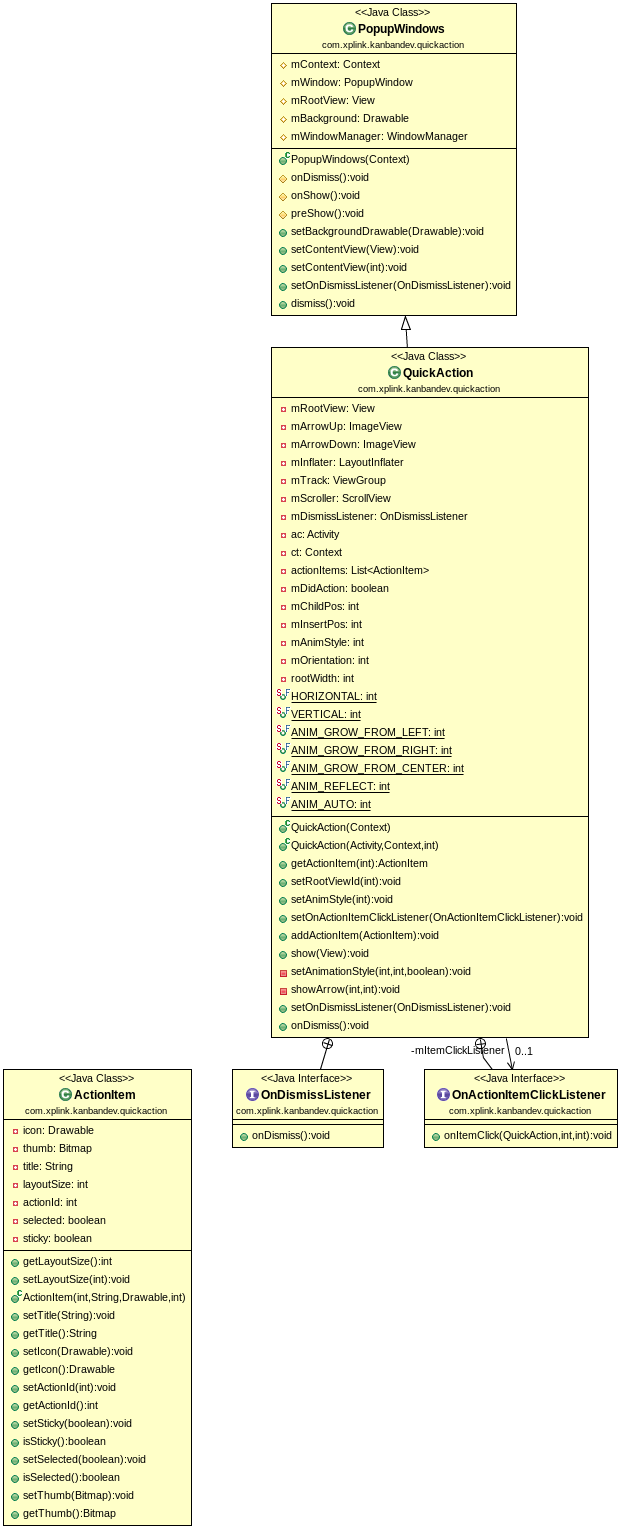 <<Java Class>>
PopupWindows
com.xplink.kanbandev.quickaction
mContext: Context
mWindow: PopupWindow
mRootView: View
mBackground: Drawable
mWindowManager: WindowManager
PopupWindows(Context)
onDismiss():void
onShow():void
preShow():void
setBackgroundDrawable(Drawable):void
setContentView(View):void
setContentView(int):void
setOnDismissListener(OnDismissListener):void
dismiss():void
<<Java Class>>
QuickAction
com.xplink.kanbandev.quickaction
mRootView: View
mArrowUp: ImageView
mArrowDown: ImageView
mInflater: LayoutInflater
mTrack: ViewGroup
mScroller: ScrollView
mDismissListener: OnDismissListener
ac: Activity
ct: Context
actionItems: List<ActionItem>
mDidAction: boolean
mChildPos: int
mInsertPos: int
mAnimStyle: int
mOrientation: int
rootWidth: int
HORIZONTAL: int
VERTICAL: int
ANIM_GROW_FROM_LEFT: int
ANIM_GROW_FROM_RIGHT: int
ANIM_GROW_FROM_CENTER: int
ANIM_REFLECT: int
ANIM_AUTO: int
QuickAction(Context)
QuickAction(Activity,Context,int)
getActionItem(int):ActionItem
setRootViewId(int):void
setAnimStyle(int):void
setOnActionItemClickListener(OnActionItemClickListener):void
addActionItem(ActionItem):void
show(View):void
setAnimationStyle(int,int,boolean):void
showArrow(int,int):void
setOnDismissListener(OnDismissListener):void
onDismiss():void
-mItemClickListener
0..1
<<Java Class>>
ActionItem
com.xplink.kanbandev.quickaction
icon: Drawable
thumb: Bitmap
title: String
layoutSize: int
actionId: int
selected: boolean
sticky: boolean
getLayoutSize():int
setLayoutSize(int):void
ActionItem(int,String,Drawable,int)
setTitle(String):void
getTitle():String
setIcon(Drawable):void
getIcon():Drawable
setActionId(int):void
getActionId():int
setSticky(boolean):void
isSticky():boolean
setSelected(boolean):void
isSelected():boolean
setThumb(Bitmap):void
getThumb():Bitmap
<<Java Interface>>
OnDismissListener
com.xplink.kanbandev.quickaction
onDismiss():void
<<Java Interface>>
OnActionItemClickListener
com.xplink.kanbandev.quickaction
onItemClick(QuickAction,int,int):void